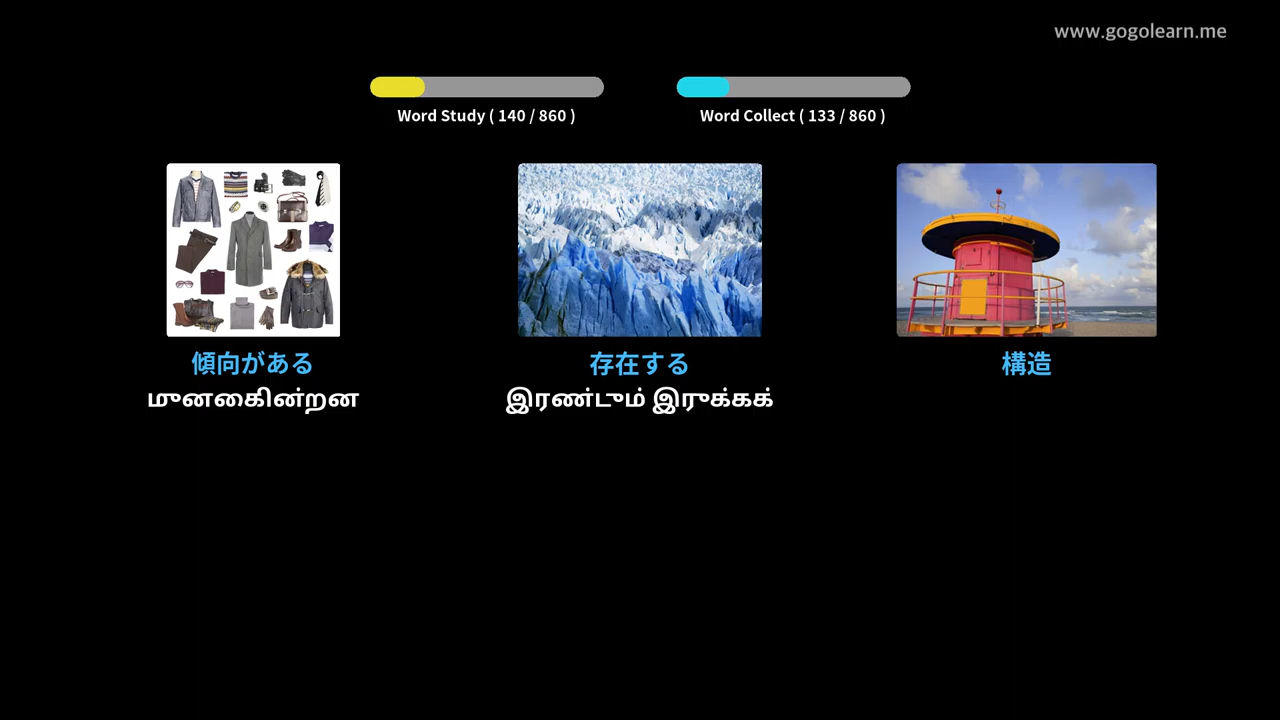 www.gogolearn.me
Word Study ( 140 / 860 )
Word Collect ( 133 / 860 )
傾向がある
存在する
構造
முனைகின்றன
இரண்டும் இருக்கக்